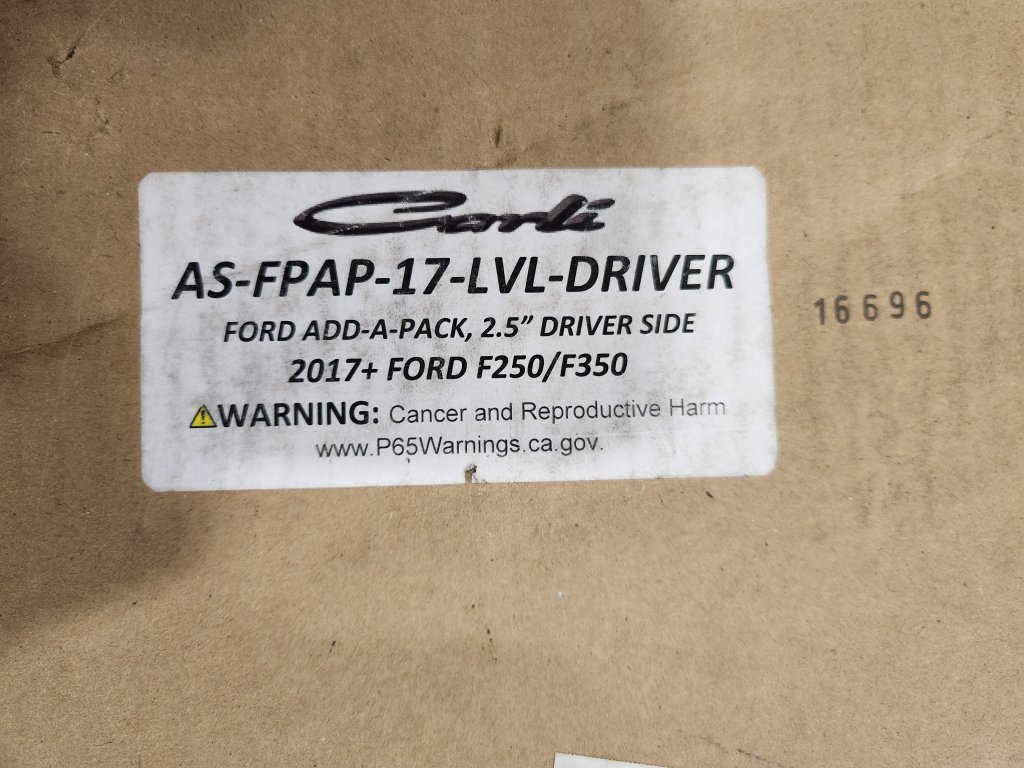 Carli
AS-FPAP-17-LVL-DRIVER
FORD ADD-A-PACK, 2.5” DRIVER SIDE
2017+ FORD F250/F350
WARNING: Cancer and Reproductive Harm
www.P65Warnings.ca.gov.
16696